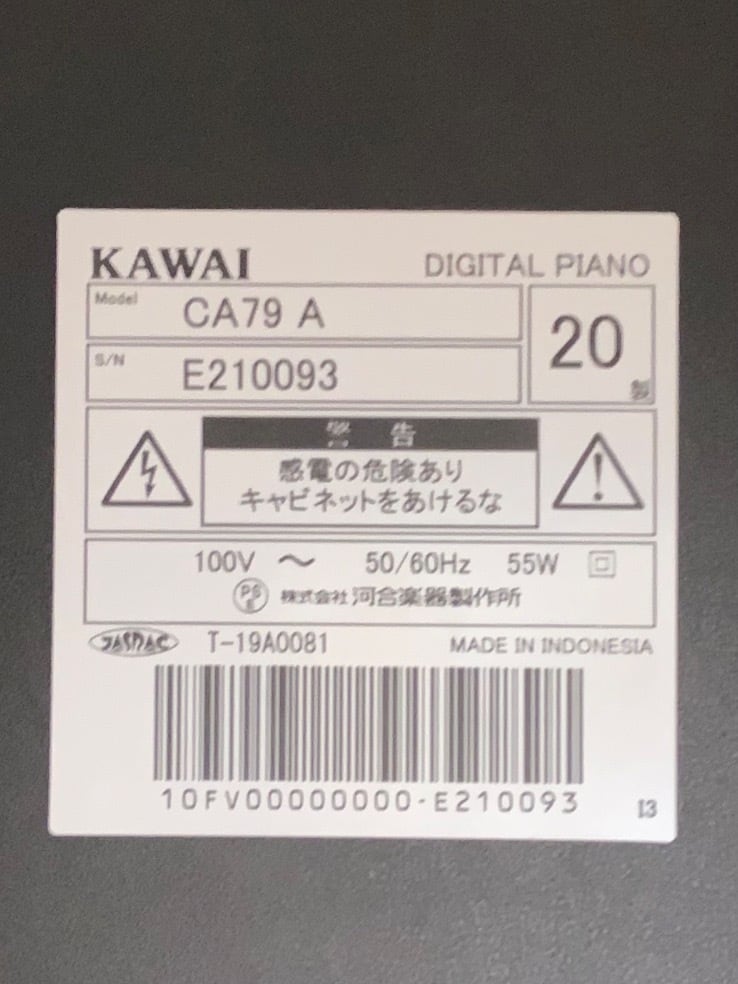 KAWAI DIGITAL PIANO
Model CA79 A
20 製
S/N E210093
警告
感電の危険あり
キャビネットをあけるな
100V ～ 50/60Hz 55W
PS E 株式会社 河合楽器製作所
JASRAC T-19A0081 MADE IN INDONESIA
10FV00000000-E210093
13